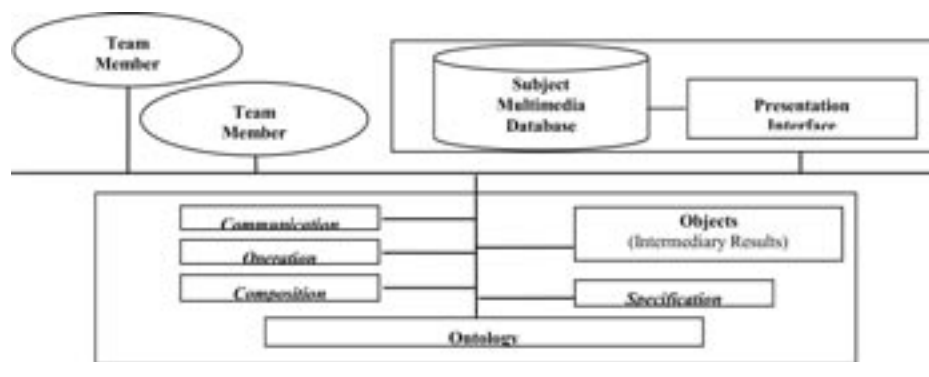 Team
Member
Team
Member
Subject
Multimedia
Database
Presentation
Interface
Communication
Operation
Composition
Objects
(Intermediary Results)
Specification
Ontology